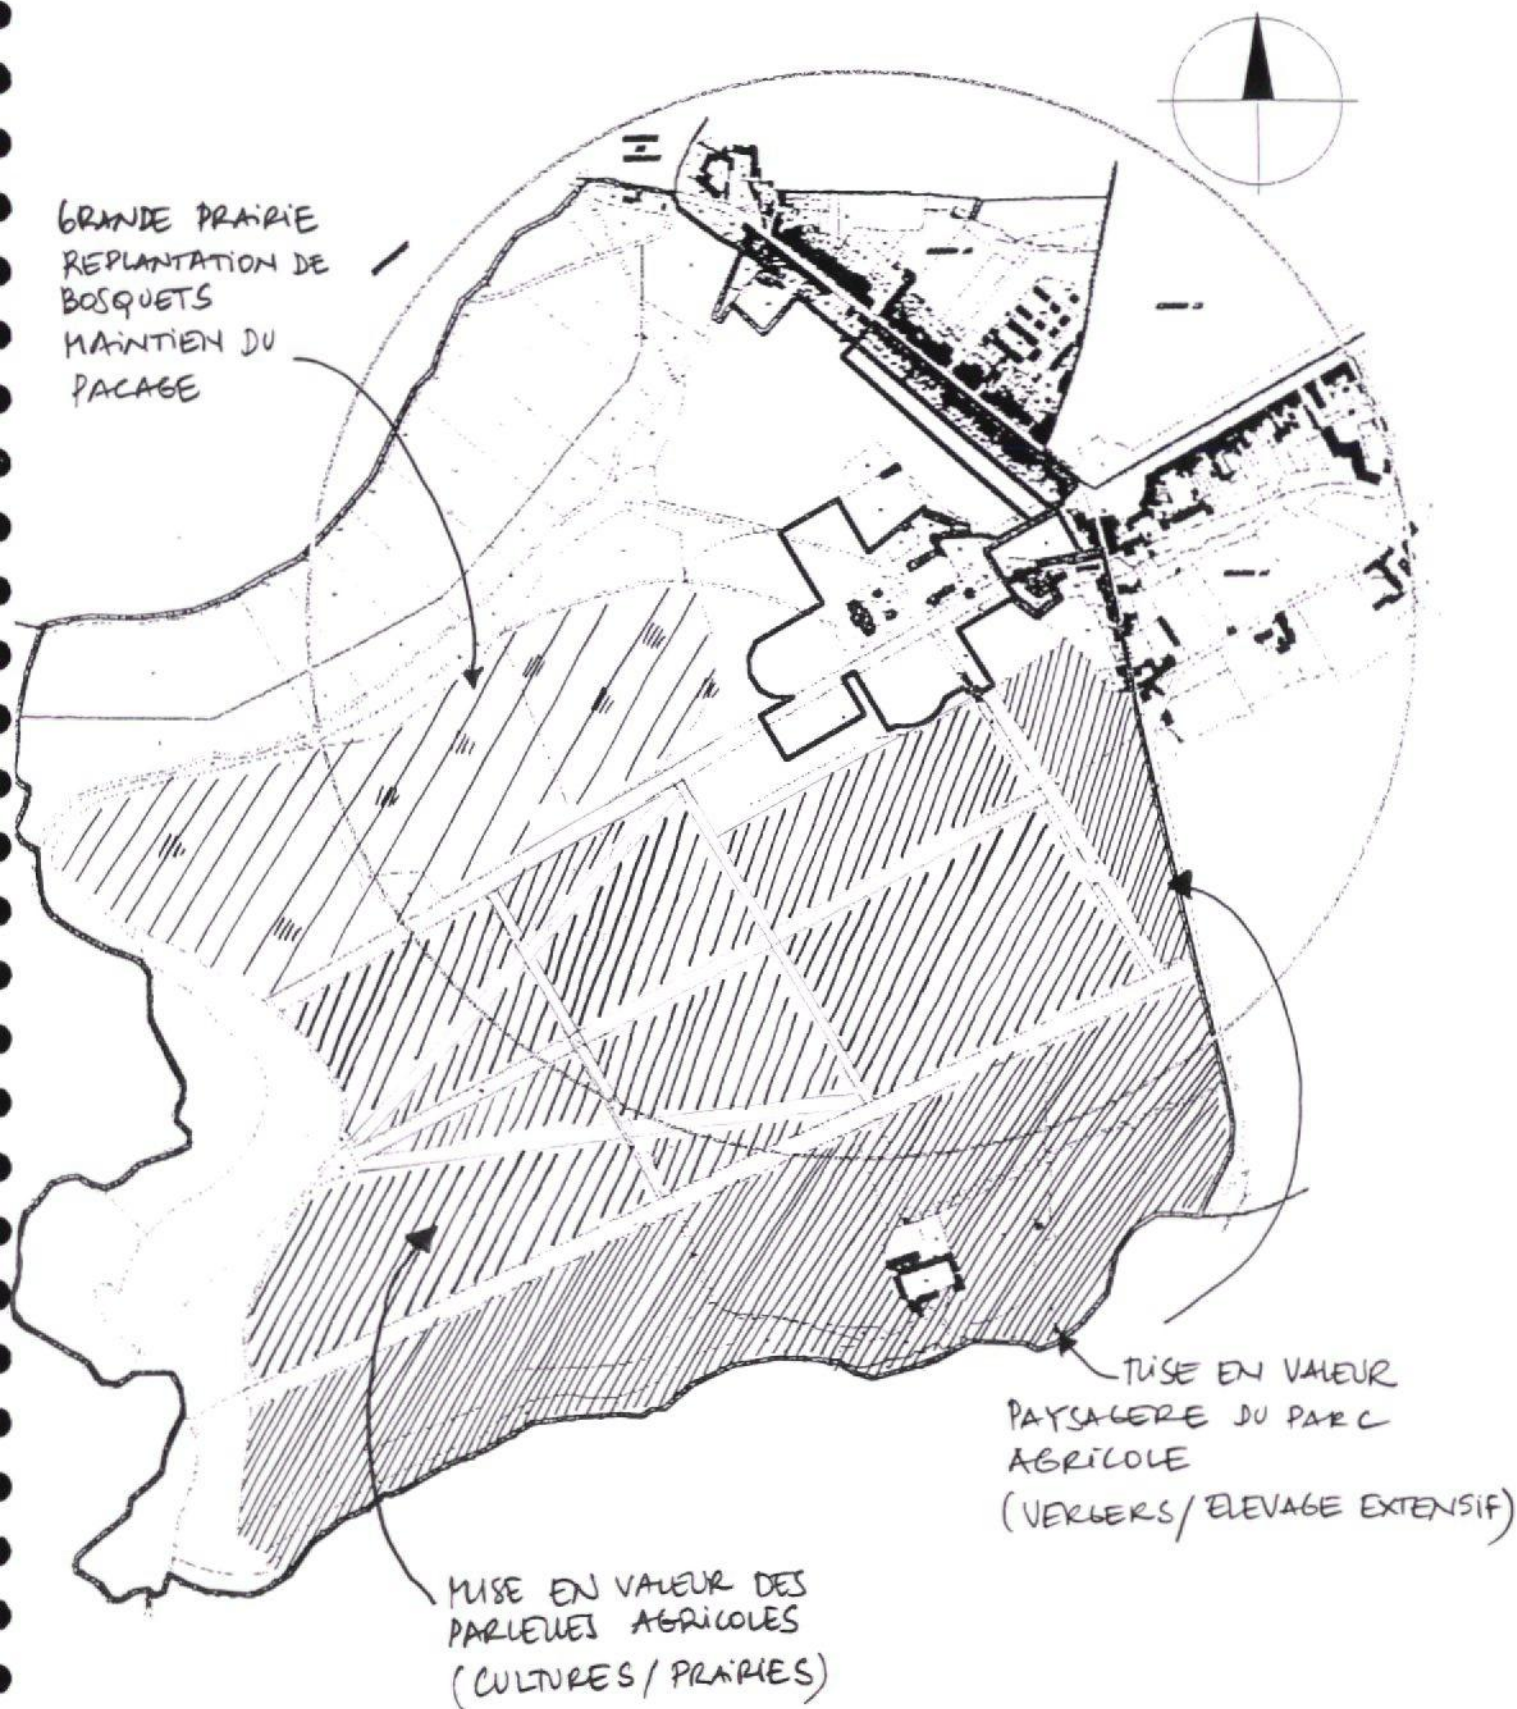 GRANDE PRAIRIE
REPLANTATION DE
BOSQUETS
MAINTIEN DU
PACAGE
MISE EN VALEUR
PAYSAGERE DU PARC
AGRICOLE
(VERGERS/ELEVAGE EXTENSIF)
MISE EN VALEUR DES
PARCELLES AGRICOLES
(CULTURES/PRAIRIES)